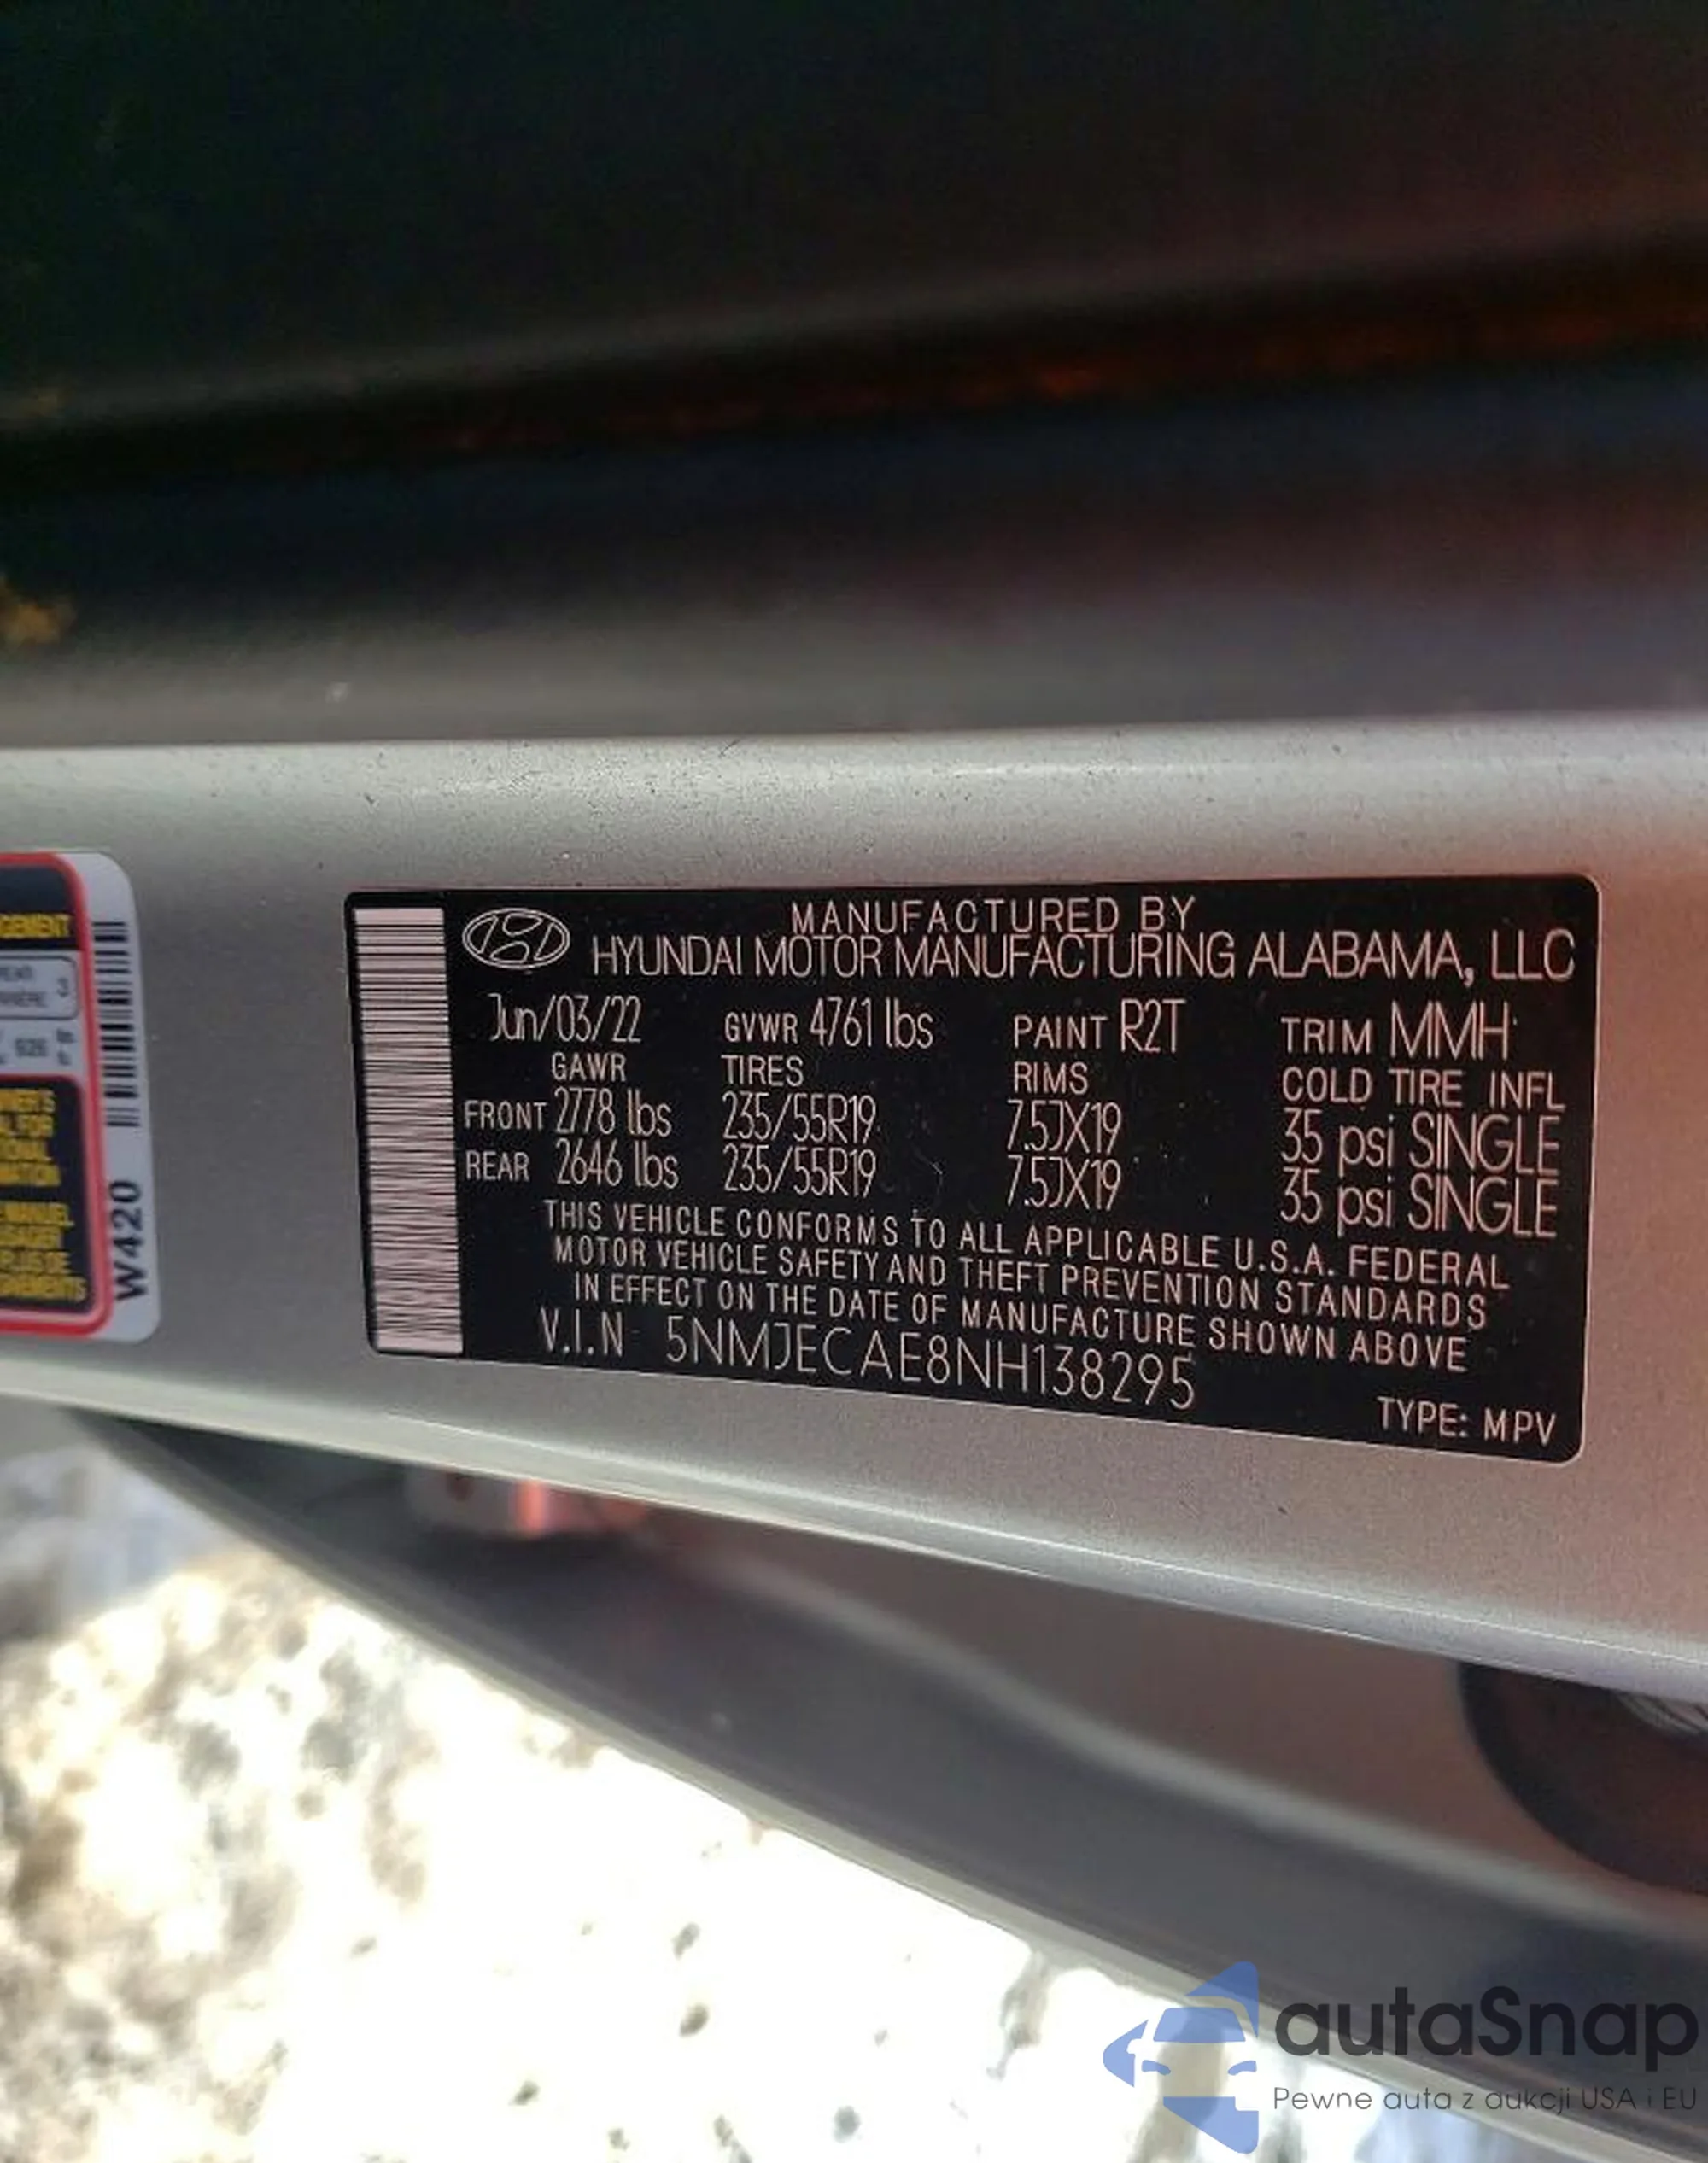 MANUFACTURED BY
HYUNDAI MOTOR MANUFACTURING ALABAMA, LLC
Jun/03/22 GVWR 4761 lbs PAINT R2T TRIM MMH
GAWR TIRES RIMS COLD TIRE INFL
FRONT 2778 lbs 235/55R19 7.5JX19 35 psi SINGLE
REAR 2646 lbs 235/55R19 7.5JX19 35 psi SINGLE
THIS VEHICLE CONFORMS TO ALL APPLICABLE U.S.A. FEDERAL
MOTOR VEHICLE SAFETY AND THEFT PREVENTION STANDARDS
IN EFFECT ON THE DATE OF MANUFACTURE SHOWN ABOVE
V.I.N 5NMJECAE8NH138295
TYPE: MPV
W420
3
autaSnap
Pewne auta z aukcji USA i EU